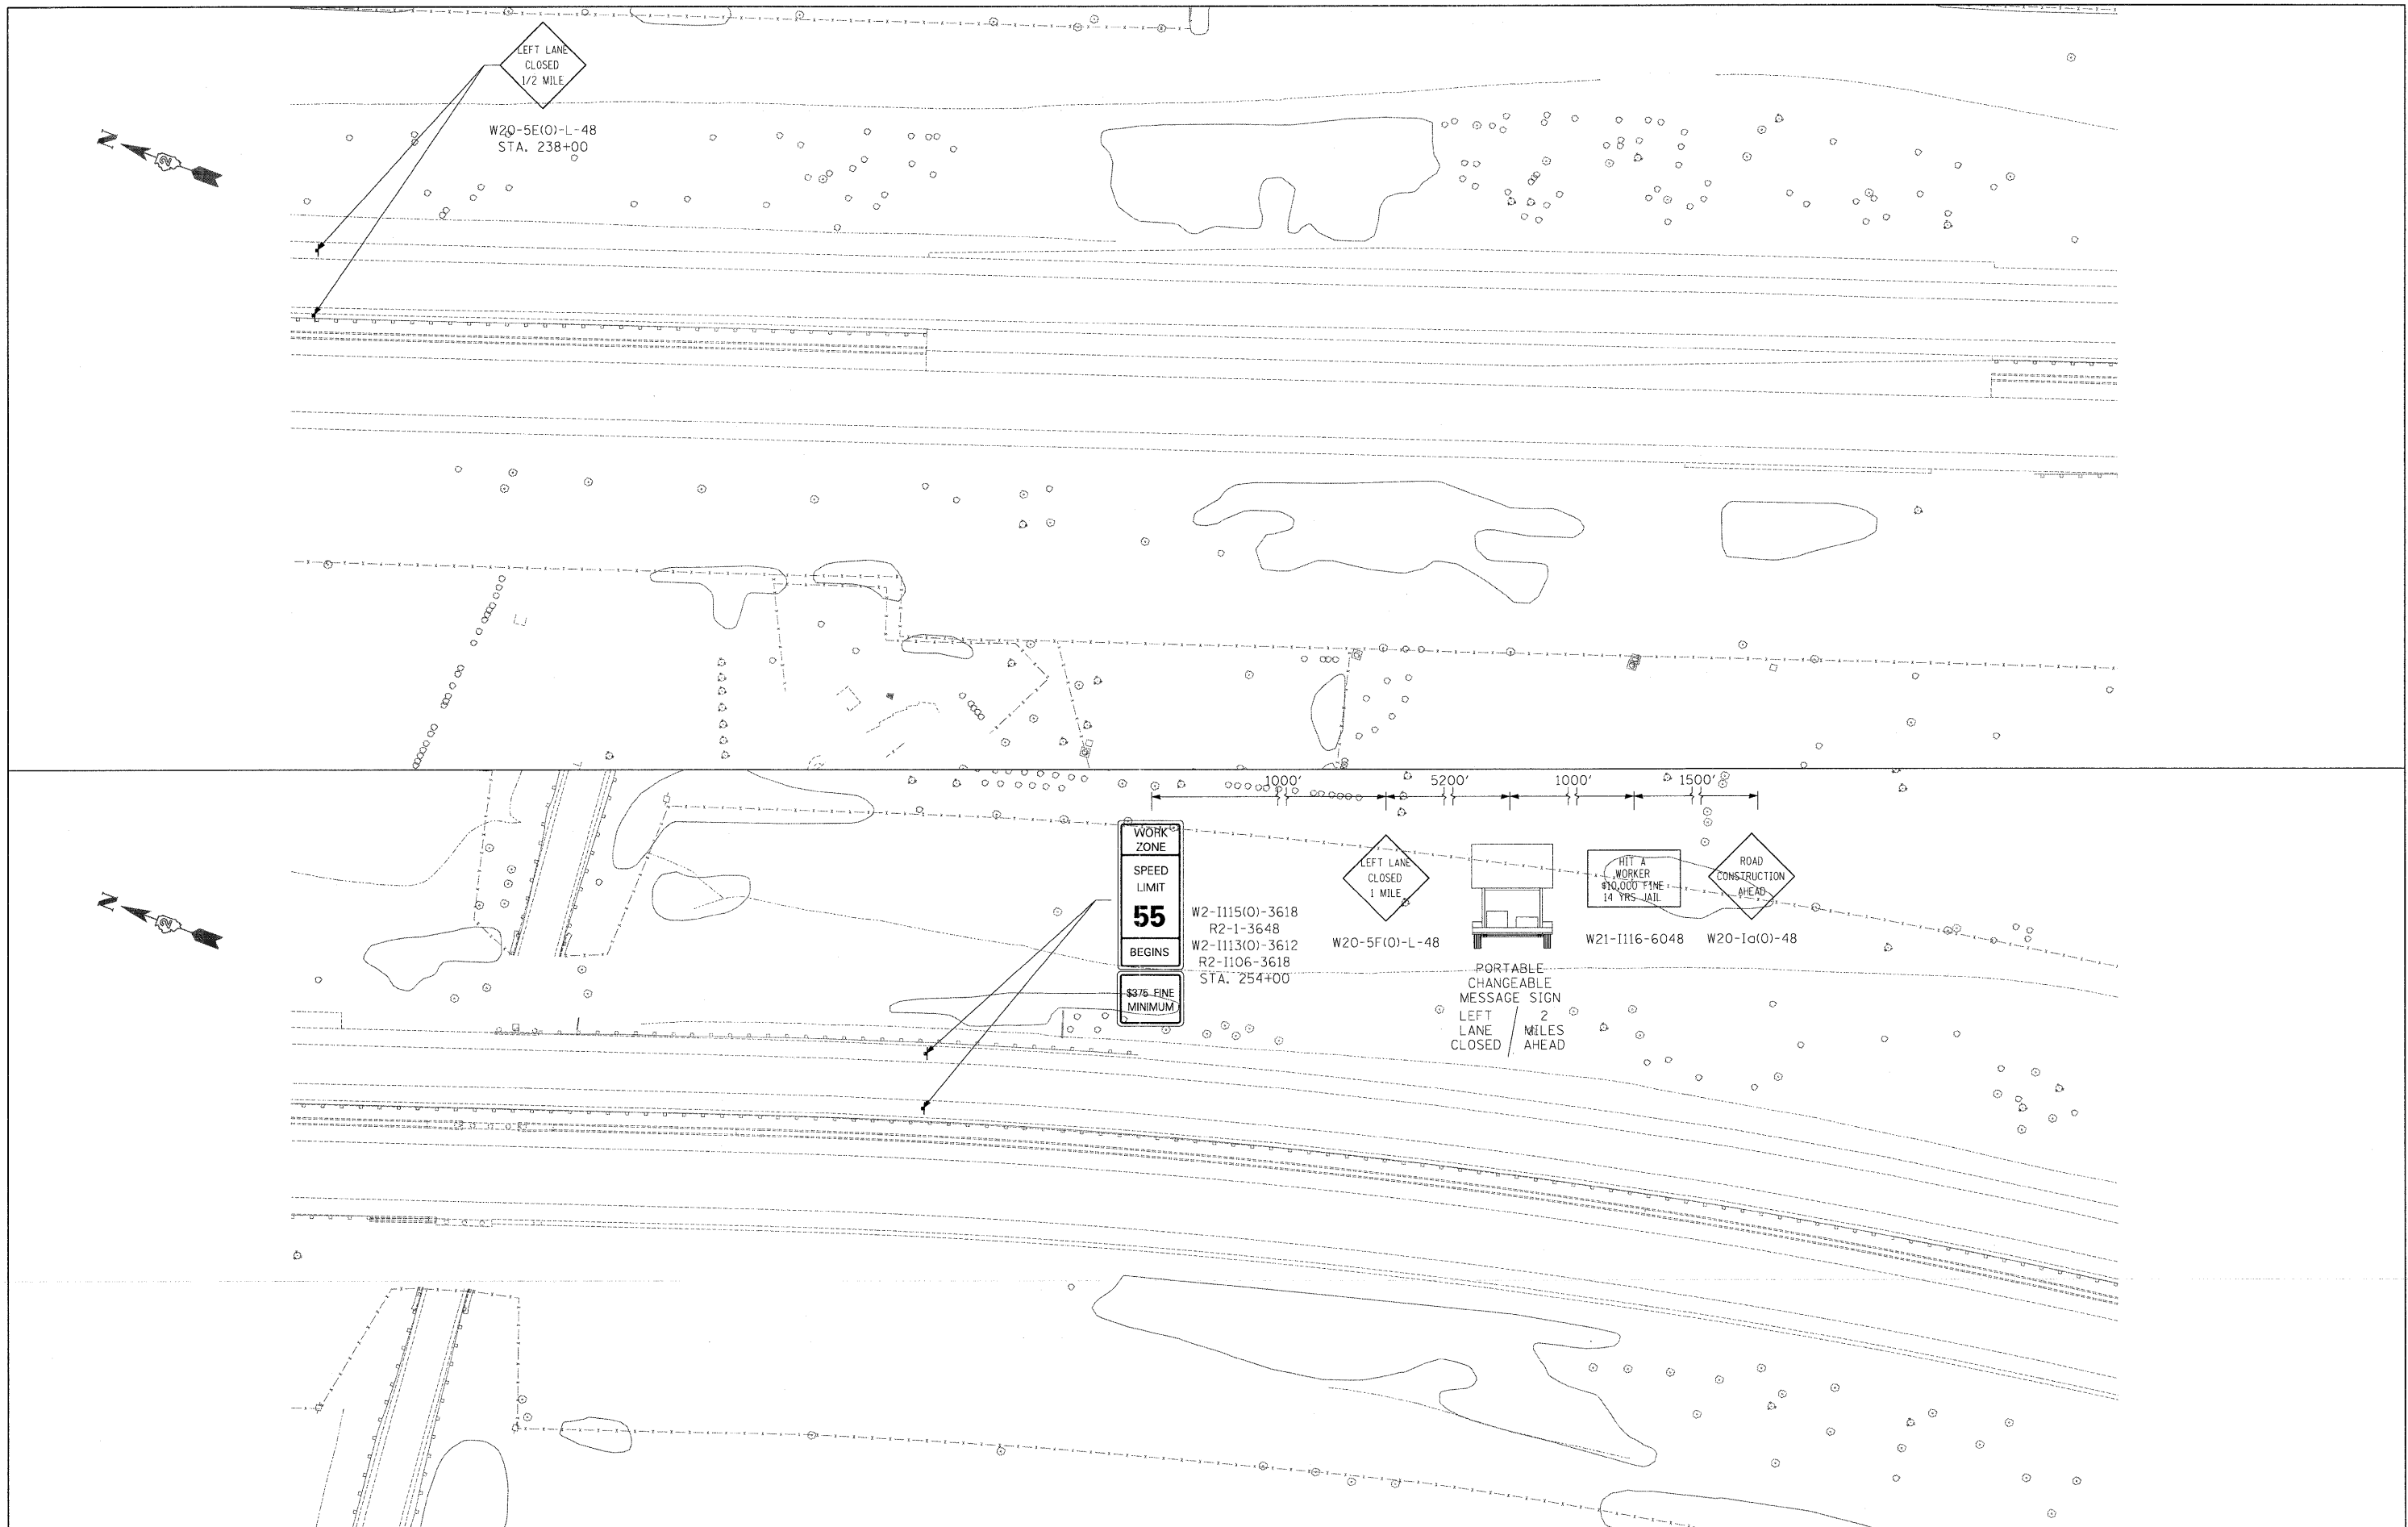 LEFT LANE
CLOSED
1/2 MILE
W20-5E(O)-L-48
STA. 238+00
N
2
1000'
5200'
1000'
1500'
WORK
ZONE
SPEED
LIMIT
55
BEGINS
$375 FINE
MINIMUM
W2-I115(O)-3618
R2-1-3648
W2-I113(O)-3612
R2-I106-3618
STA. 254+00
LEFT LANE
CLOSED
1 MILE
W20-5F(O)-L-48
PORTABLE
CHANGEABLE
MESSAGE SIGN
LEFT / 2
LANE / MILES
CLOSED / AHEAD
HIT A
WORKER
$10,000 FINE
14 YRS JAIL
W21-I116-6048
ROAD
CONSTRUCTION
AHEAD
W20-Ia(O)-48
N
2